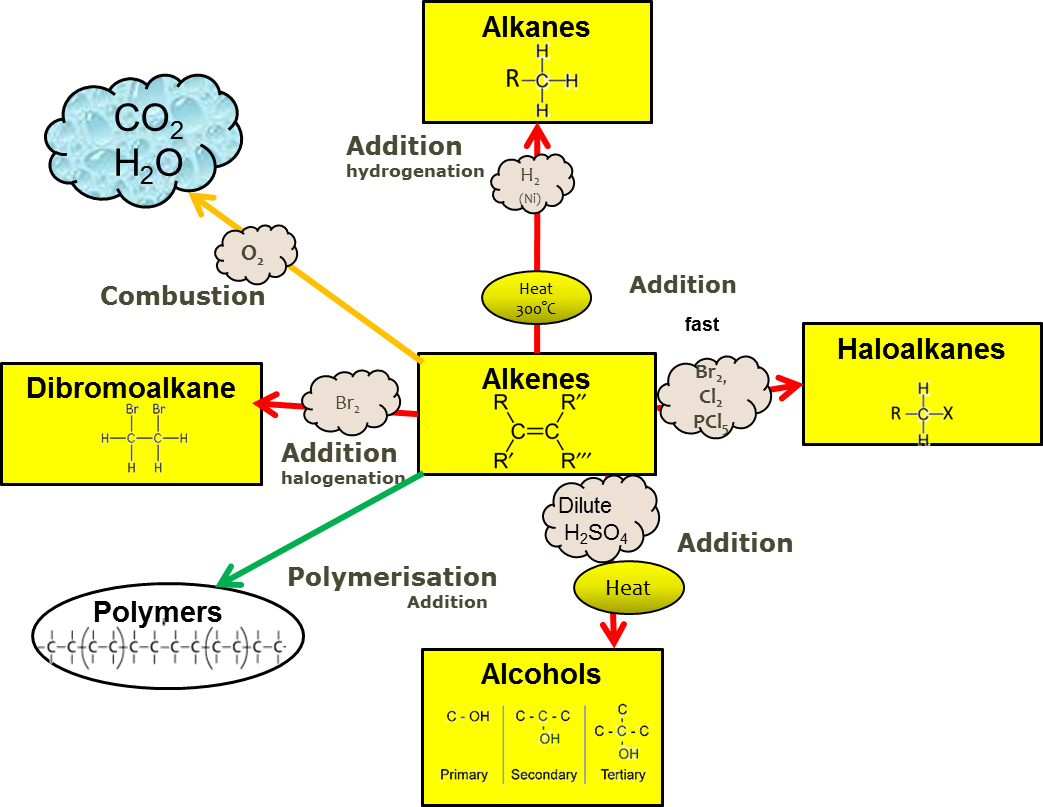 Alkanes
H
R–C–H
H
CO₂
H₂O
Addition
hydrogenation
H₂
(Ni)
O₂
Combustion
Heat
300°C
Addition
fast
Haloalkanes
H
R–C–X
H
Br₂,
Cl₂
PCl₅
Dibromoalkane
Br Br
H–C–C–H
H H
Br₂
Addition
halogenation
Alkenes
R R″
C=C
R′ R‴
Dilute
H₂SO₄
Addition
Heat
Polymerisation
Addition
Polymers
–C–C–(C–C)–C–C–C–C–(C–C)–C–C–
Alcohols
C - OH
C - C - C
OH
C
C - C - C
OH
Primary
Secondary
Tertiary